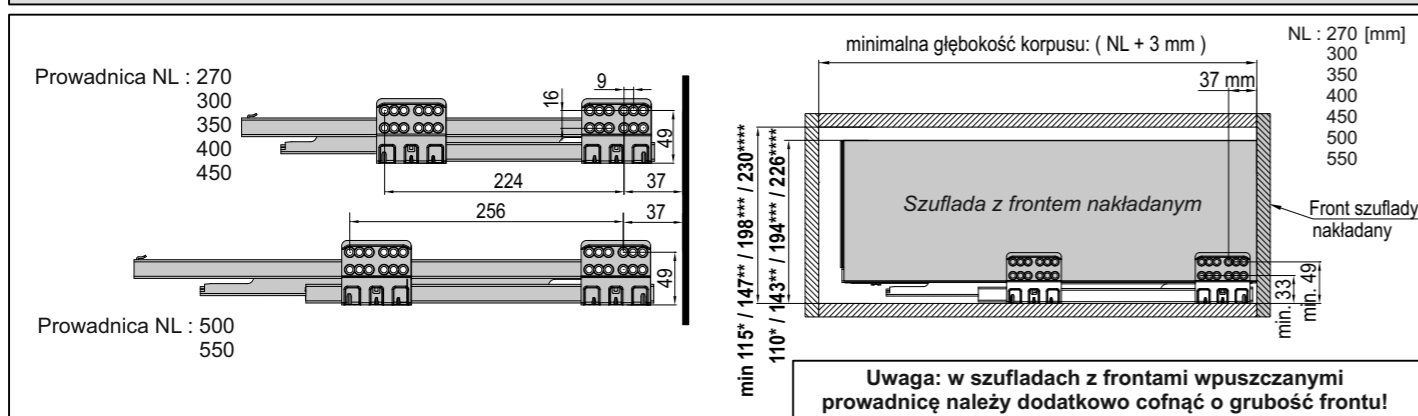 Prowadnica NL : 270
300
350
400
450
9
16
49
224
37
256
37
49
Prowadnica NL : 500
550
minimalna głębokość korpusu: ( NL + 3 mm )
NL : 270 [mm]
300
350
400
450
500
550
37 mm
min 115* / 147** / 198*** / 230****
110* / 143** / 194*** / 226****
Szuflada z frontem nakładanym
Front szuflady
nakładany
min. 33
min. 49
Uwaga: w szufladach z frontami wpuszczanymi
prowadnicę należy dodatkowo cofnąć o grubość frontu!